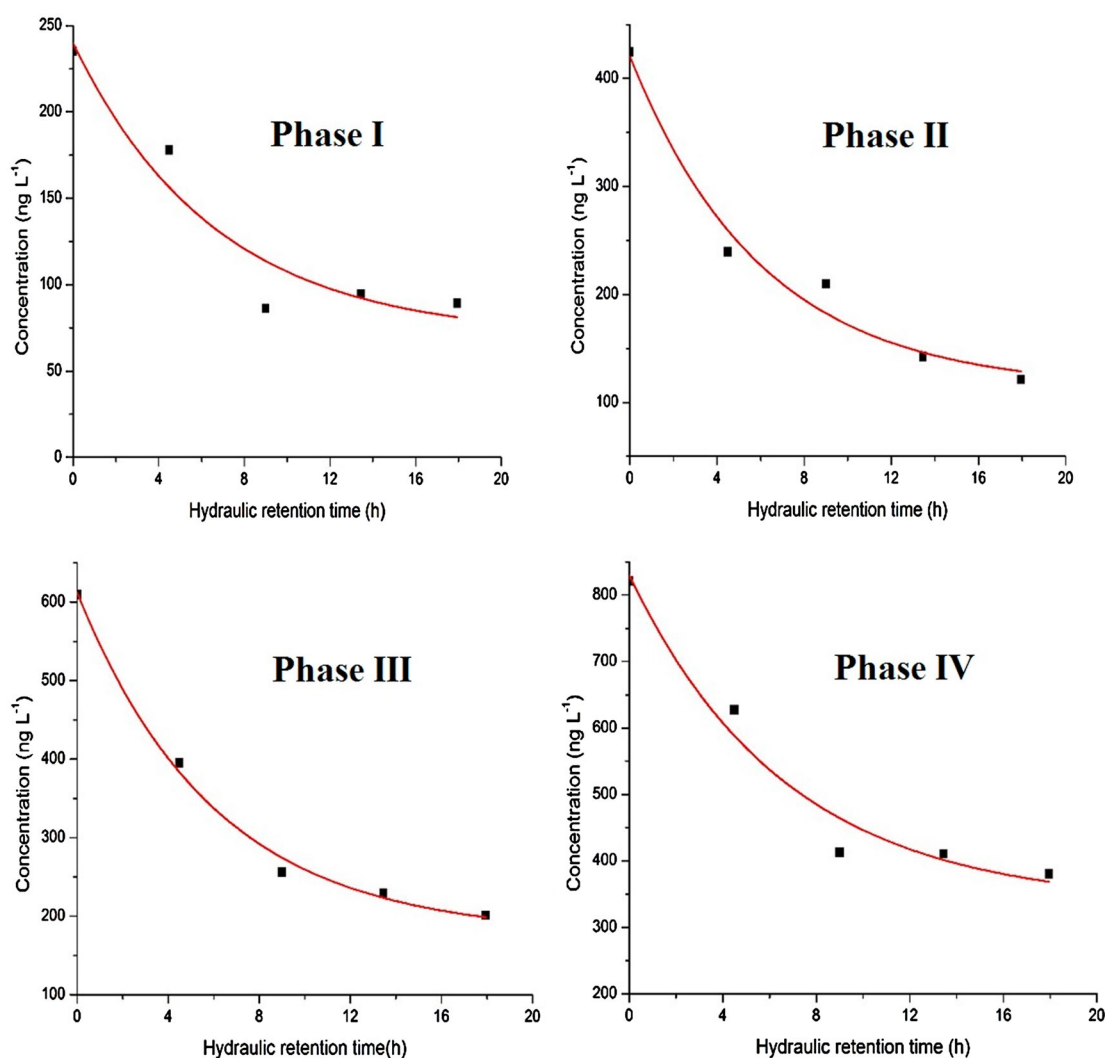 Phase I
Concentration (ng L⁻¹)
250
200
150
100
50
0
0 4 8 12 16 20
Hydraulic retention time (h)
Phase II
Concentration (ng L⁻¹)
400
300
200
100
0 4 8 12 16 20
Hydraulic retention time (h)
Phase III
Concentration (ng L⁻¹)
600
500
400
300
200
100
0 4 8 12 16 20
Hydraulic retention time(h)
Phase IV
Concentration (ng L⁻¹)
800
700
600
500
400
300
200
0 4 8 12 16 20
Hydraulic retention time (h)